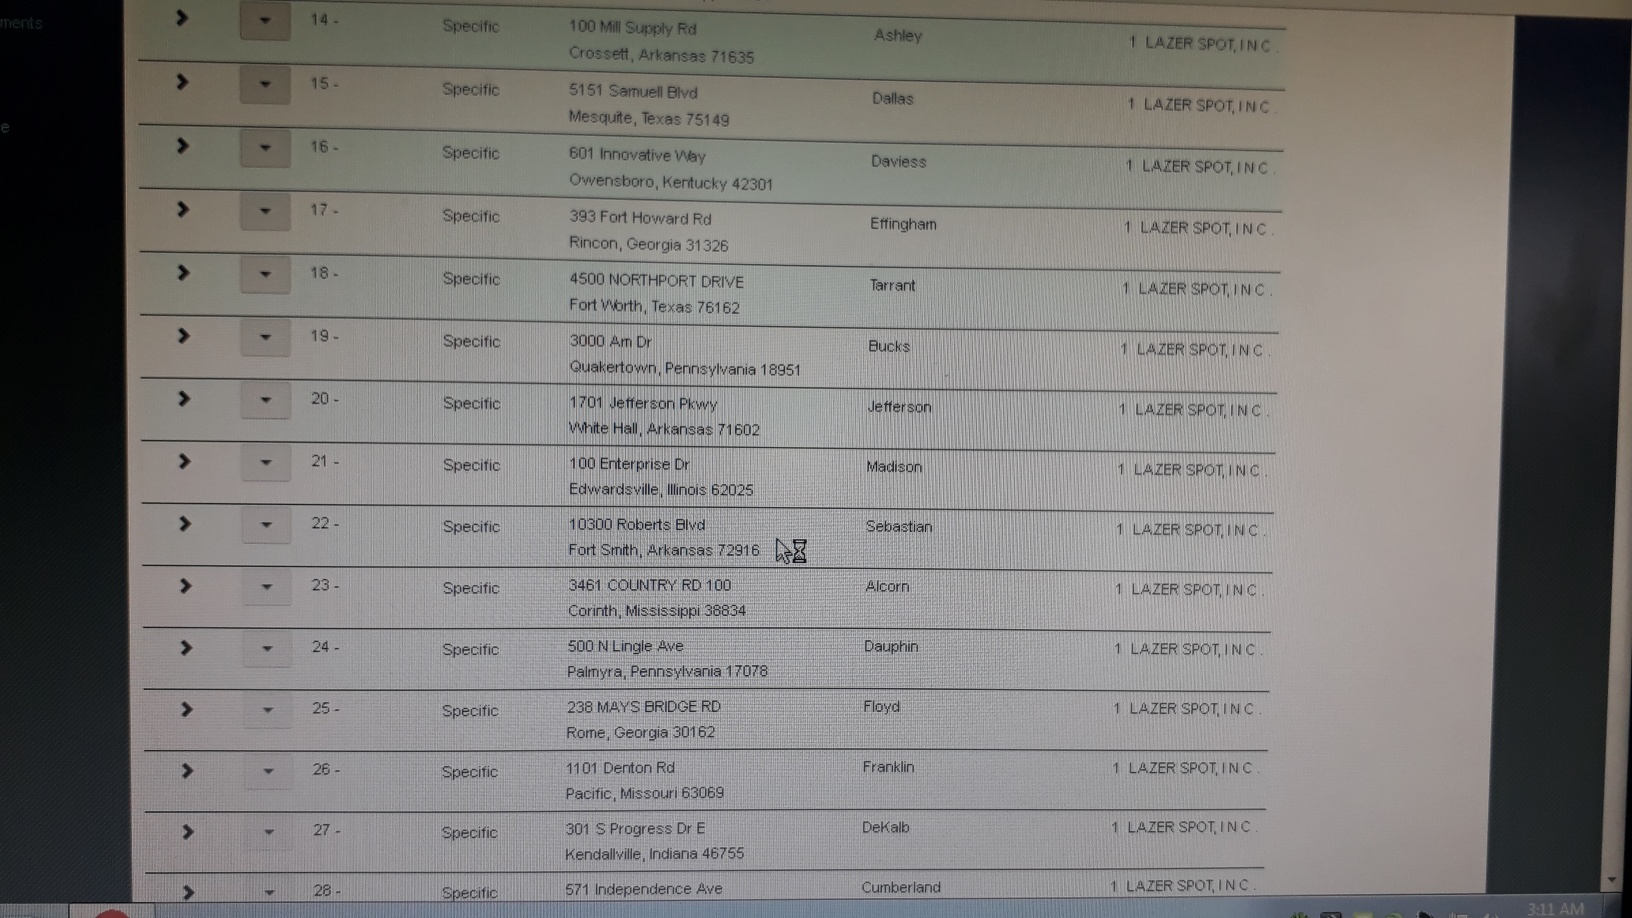 ments
e
14 - Specific 100 Mill Supply Rd Ashley 1 LAZER SPOT, I N C .
Crossett, Arkansas 71635
15 - Specific 5151 Samuell Blvd Dallas 1 LAZER SPOT, I N C .
Mesquite, Texas 75149
16 - Specific 601 Innovative Way Daviess 1 LAZER SPOT, I N C .
Owensboro, Kentucky 42301
17 - Specific 393 Fort Howard Rd Effingham 1 LAZER SPOT, I N C .
Rincon, Georgia 31326
18 - Specific 4500 NORTHPORT DRIVE Tarrant 1 LAZER SPOT, I N C .
Fort Worth, Texas 76162
19 - Specific 3000 Am Dr Bucks 1 LAZER SPOT, I N C .
Quakertown, Pennsylvania 18951
20 - Specific 1701 Jefferson Pkwy Jefferson 1 LAZER SPOT, I N C .
White Hall, Arkansas 71602
21 - Specific 100 Enterprise Dr Madison 1 LAZER SPOT, I N C .
Edwardsville, Illinois 62025
22 - Specific 10300 Roberts Blvd Sebastian 1 LAZER SPOT, I N C .
Fort Smith, Arkansas 72916
23 - Specific 3461 COUNTRY RD 100 Alcorn 1 LAZER SPOT, I N C .
Corinth, Mississippi 38834
24 - Specific 500 N Lingle Ave Dauphin 1 LAZER SPOT, I N C .
Palmyra, Pennsylvania 17078
25 - Specific 238 MAYS BRIDGE RD Floyd 1 LAZER SPOT, I N C .
Rome, Georgia 30162
26 - Specific 1101 Denton Rd Franklin 1 LAZER SPOT, I N C .
Pacific, Missouri 63069
27 - Specific 301 S Progress Dr E DeKalb 1 LAZER SPOT, I N C .
Kendallville, Indiana 46755
28 - Specific 571 Independence Ave Cumberland 1 LAZER SPOT, I N C .
3:11 AM